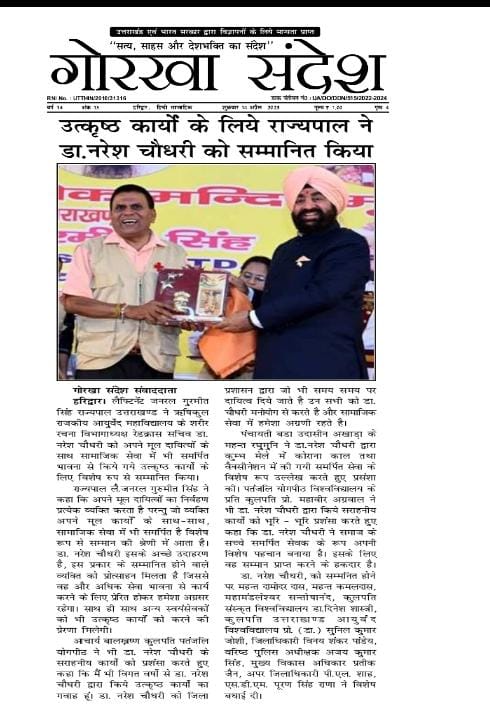 उत्तराखंड एवं भारत सरकार द्वारा विज्ञापनों के लिये मान्यता प्राप्त
"सत्य, साहस और देशभक्ति का संदेश"
गोरखा संदेश
RNI No. : UTTHIN/2010/31316
डाक पंजीयन सं0 : UA/DO/DDN/515/2022-2024
वर्ष 14
हरिद्वार, हिन्दी साप्ताहिक
शुक्रवार 14 अप्रैल 2023
मूल्य ₹ 1.00
पृष्ठ 4
उत्कृष्ठ कार्यो के लिये राज्यपाल ने
डा.नरेश चौधरी को सम्मानित किया
गोरखा संदेश संवाददाता
हरिद्वार। लैफ्टिनेंट जनरल गुरमीत
सिंह राज्यपाल उत्तराखण्ड ने ऋषिकुल
राजकीय आयुर्वेद महाविद्यालय के शरीर
रचना विभागाध्यक्ष रेडक्रास सचिव डा.
नरेश चौधरी को अपने मूल दायित्वों के
साथ सामाजिक सेवा में भी समर्पित
भावना से किये गये उत्कृष्ठ कार्यो के
लिए विशेष रुप से सम्मानित किया।
राज्यपाल लै.जनरल गुरुमीत सिंह ने
कहा कि अपने मूल दायित्वों का निर्वहण
प्रत्येक व्यक्ति करता है परन्तु जो व्यक्ति
अपने मूल कार्यों के साथ-साथ,
सामाजिक सेवा में भी समर्पित है विशेष
रूप से सम्मान की श्रेणी में आता है।
डा. नरेश चौधरी इसके अच्छे उदाहरण
है, इस प्रकार के सम्मानित होने वाले
व्यक्ति को प्रोत्साहन मिलता है जिससे
वह और अधिक सेवा भावना से कार्य
करने के लिए प्रेरित होकर हमेशा अग्रसर
रहेगा। साथ ही साथ अन्य स्वयंसेवकों
को भी उत्कृष्ठ कार्यो को करने की
प्रेरणा मिलेगी।
आचार्य बालखष्ण कुलपति पतंजलि
योगपीठ ने भी डा. नरेश चौधरी के
सराहनीय कार्यो को प्रशंसा करते हुए
कहा कि मैं भी विगत वर्षो से डा. नरेश
चौधरी द्वारा किये उत्कृष्ठ कार्यो का
गवाह हूं। डा. नरेश चौधरी को जिला
प्रशासन द्वारा जो भी समय समय पर
दायित्व दिये जाते है उन सभी को डा.
चौधरी मनोयोग से करते है और सामाजिक
सेवा में हमेशा अग्रणी रहते है।
पंचायती बडा उदासीन अखाड़ा के
महन्त रघुमुनि ने डा.नरेश चौधरी द्वारा
कुम्भ मेले में कोराना काल तथा
वैक्सीनेशन में की गयी समर्पित सेवा के
विशेष रूप उल्लेख करते हुए प्रशंसा
की। पतंजलि योगपीठ विश्वविद्यालय के
प्रति कुलपति प्रो. महावीर अग्रवाल ने
भी डा. नरेश चौधरी द्वारा किये सराहनीय
कार्यो को भूरि - भूरि प्रशंसा करते हुए
कहा कि डा. नरेश चौधरी ने समाज के
सच्चे समर्पित सेवक के रूप अपनी
विशेष पहचान बनाया है। इसके लिए
वह सम्मान प्राप्त करने के हकदार है।
डा. नरेश चौधरी, को सम्मानित होने
पर महन्त दामोदर दास, महन्त कमलदास,
महामंडलेश्वर सन्तोषानंद, कुलपति
संस्कृत विश्वविद्यालय डा.दिनेश शास्त्री,
कुलपति उत्तराखण्ड आयुर्वेद
विश्वविद्यालय प्रो. (डा.) सुनिल कुमार
जोशी, जिलाधिकारी विनय शंकर पांडेय,
वरिष्ठ पुलिस अधीक्षक अजय कुमार
सिंह, मुख्य विकास अधिकार प्रतीक
जैन, अपर जिलाधिकारी पी.एल. शाह,
एस.डी.एम. पूरण सिंह राणा ने विशेष
बधाई दी।